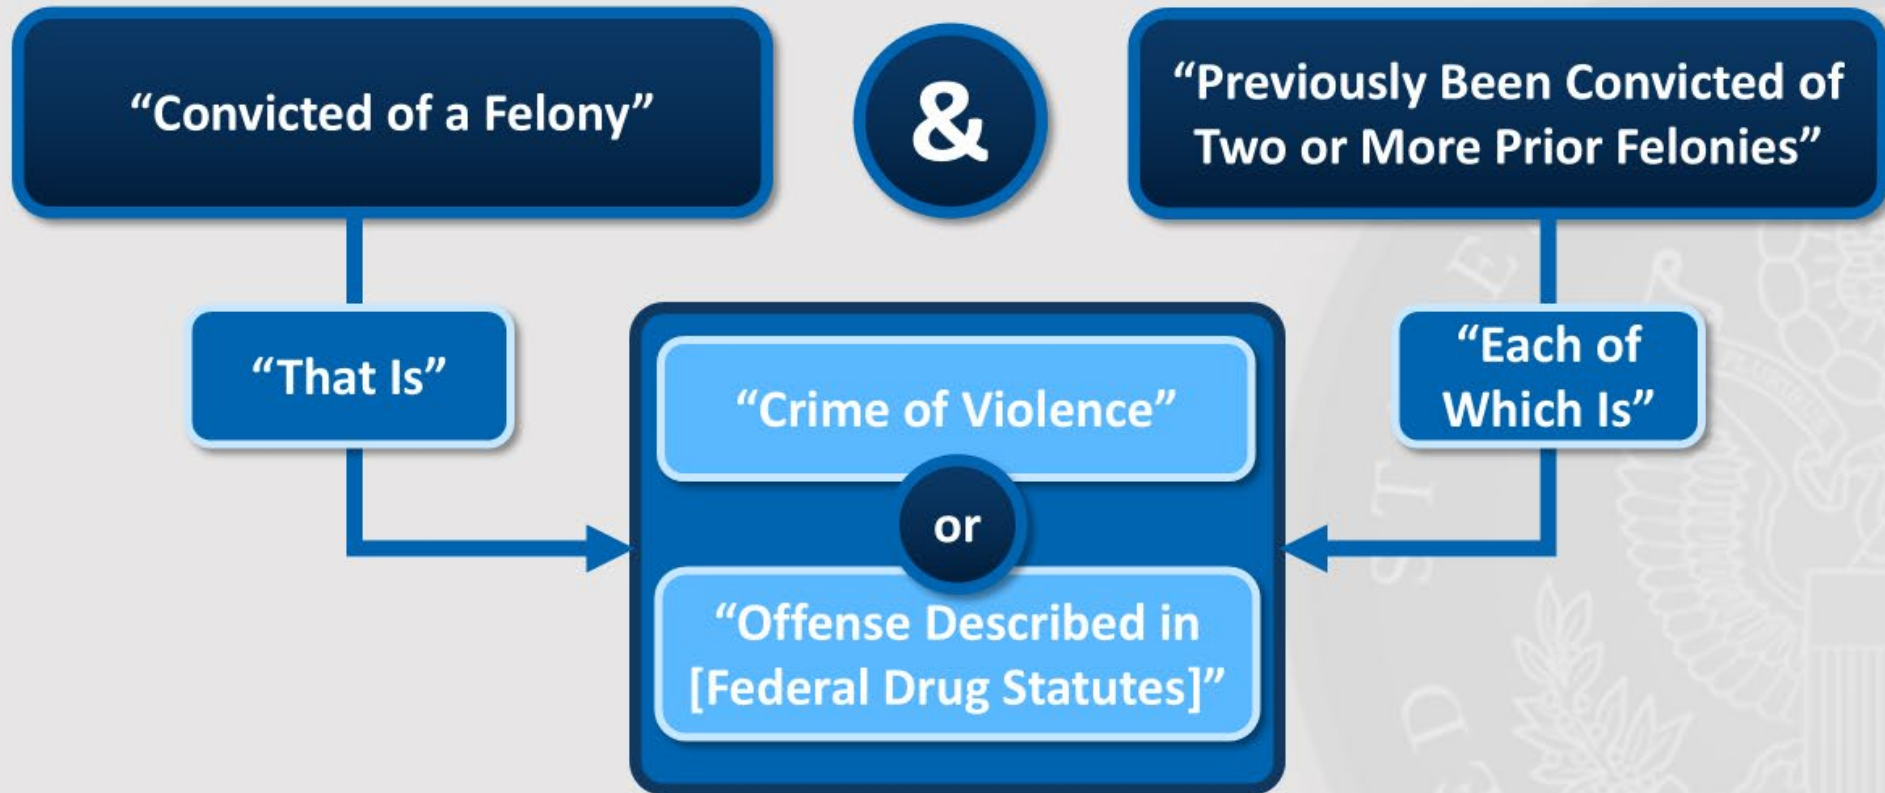 “Convicted of a Felony”
&
“Previously Been Convicted of
Two or More Prior Felonies”
“That Is”
“Each of
Which Is”
“Crime of Violence”
or
“Offense Described in
[Federal Drug Statutes]”